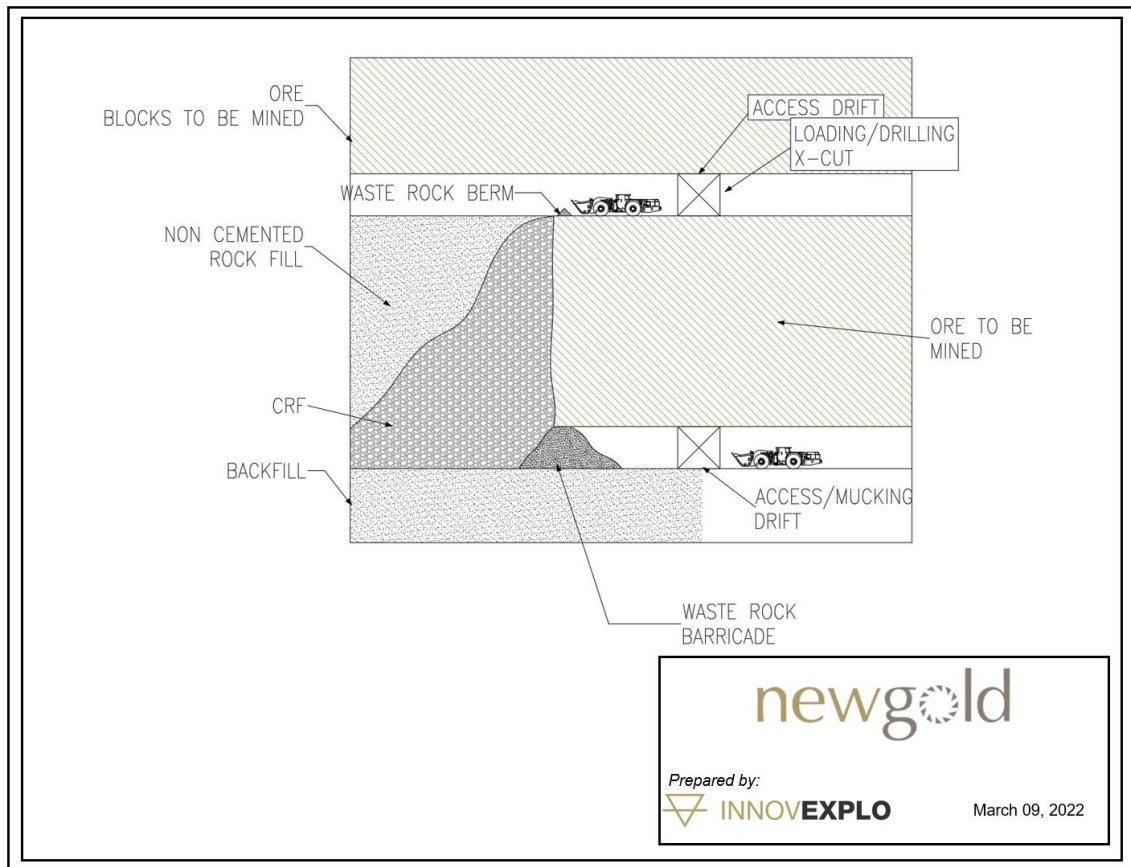 ORE
BLOCKS TO BE MINED
ACCESS DRIFT
LOADING/DRILLING
X-CUT
WASTE ROCK BERM
NON CEMENTED
ROCK FILL
ORE TO BE
MINED
CRF
BACKFILL
ACCESS/MUCKING
DRIFT
WASTE ROCK
BARRICADE
newgold
Prepared by:
INNOVEXPLO
March 09, 2022